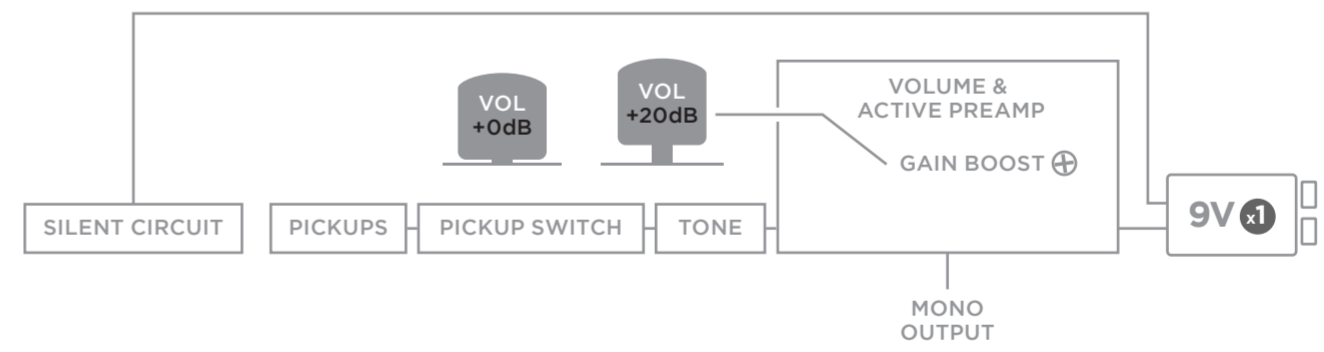 VOL
+0dB
VOL
+20dB
VOLUME &
ACTIVE PREAMP
GAIN BOOST
SILENT CIRCUIT
PICKUPS
PICKUP SWITCH
TONE
9V x1
MONO
OUTPUT